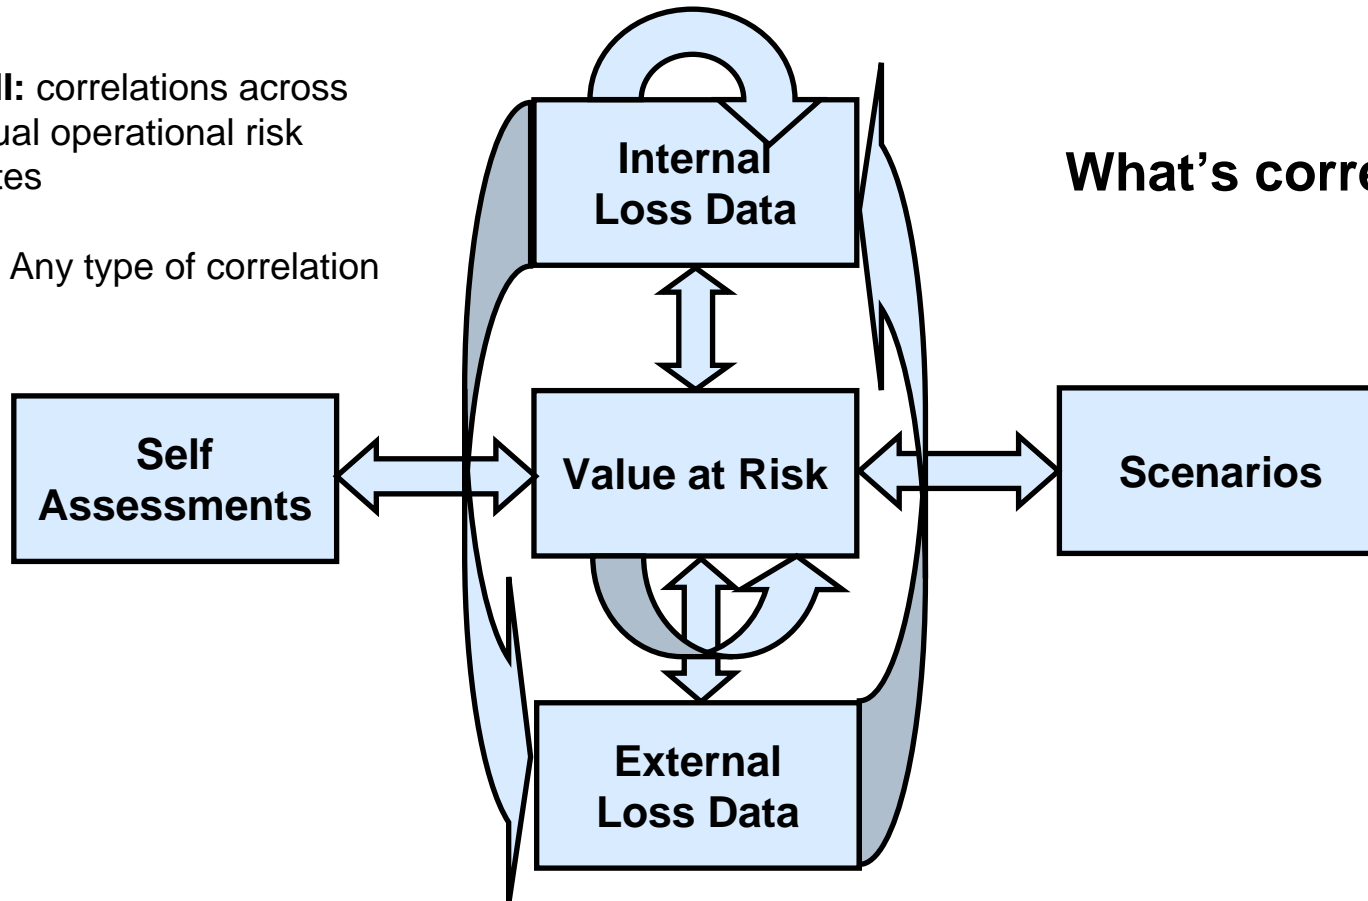 ll: correlations across
ual operational risk
tes
Any type of correlation
What's corre
Internal
Loss Data
Self
Assessments
Value at Risk
Scenarios
External
Loss Data